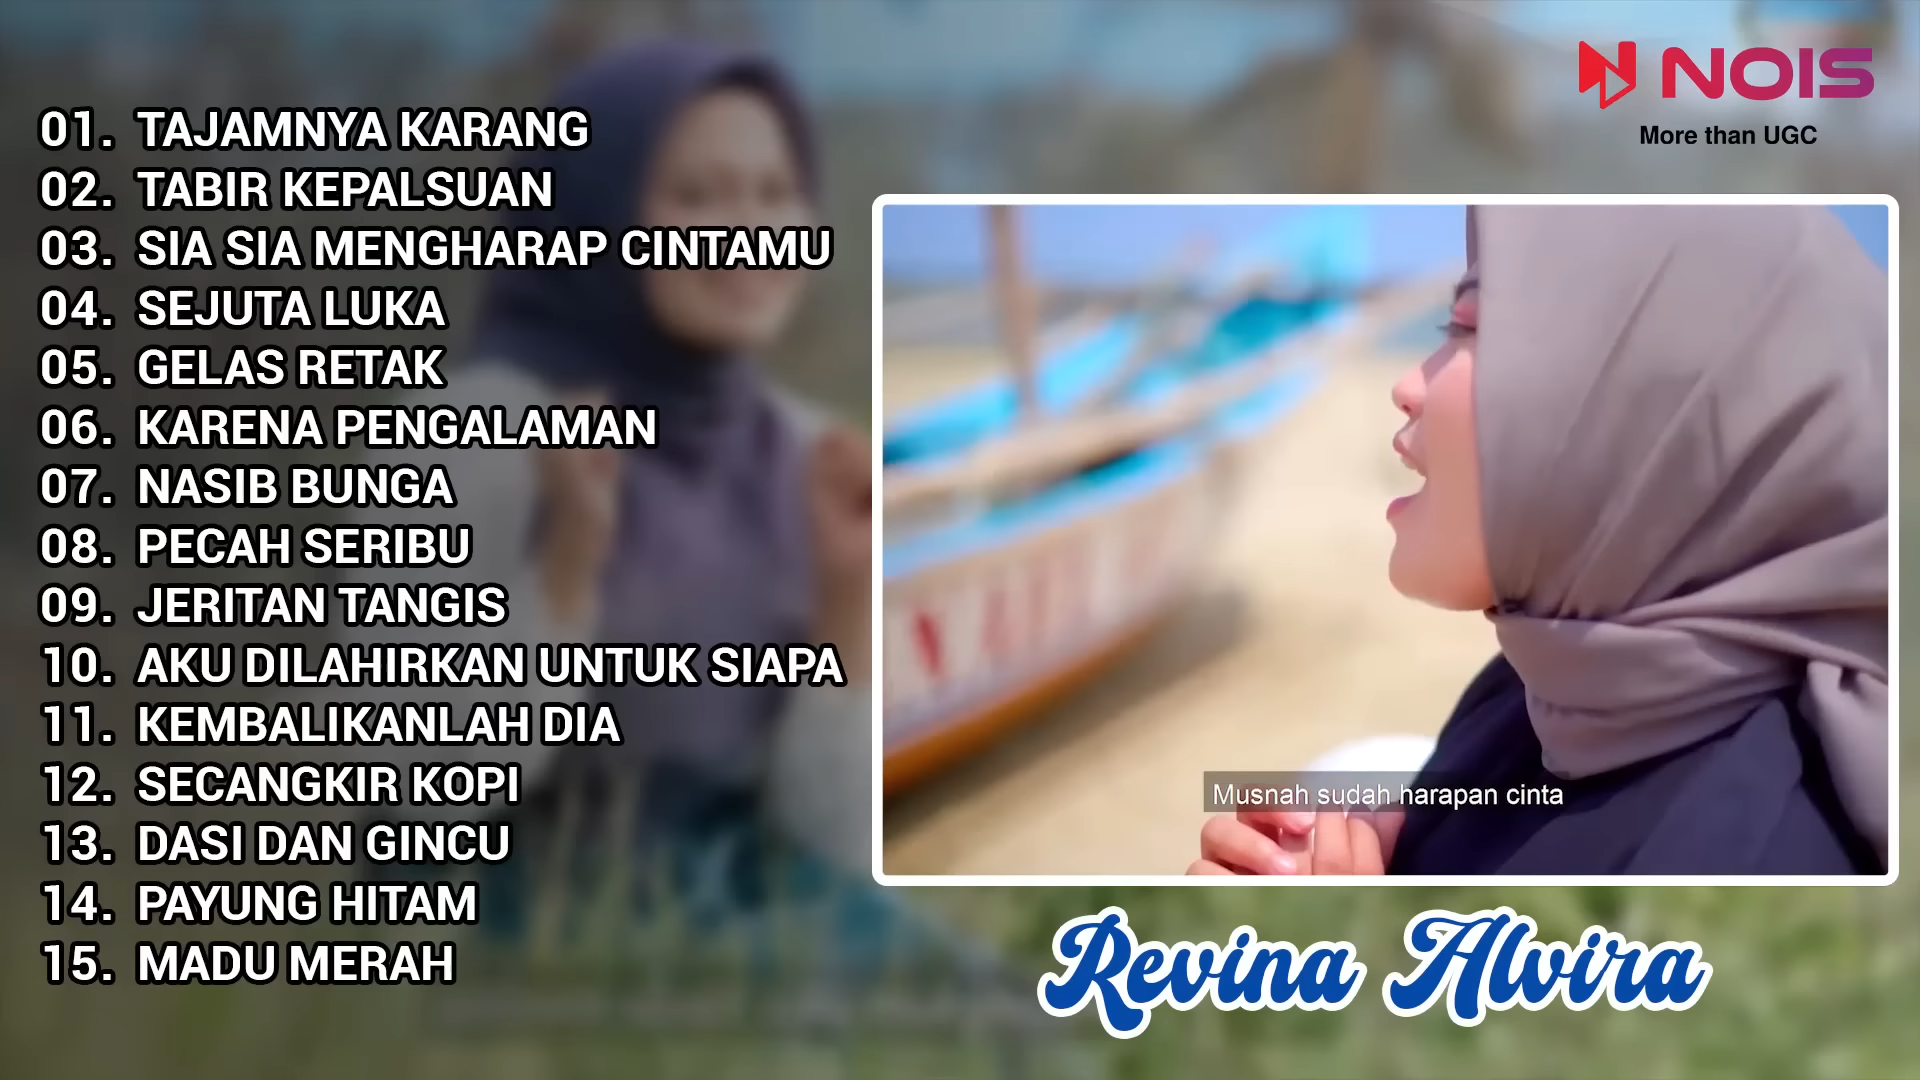 01. TAJAMNYA KARANG
02. TABIR KEPALSUAN
03. SIA SIA MENGHARAP CINTAMU
04. SEJUTA LUKA
05. GELAS RETAK
06. KARENA PENGALAMAN
07. NASIB BUNGA
08. PECAH SERIBU
09. JERITAN TANGIS
10. AKU DILAHIRKAN UNTUK SIAPA
11. KEMBALIKANLAH DIA
12. SECANGKIR KOPI
13. DASI DAN GINCU
14. PAYUNG HITAM
15. MADU MERAH
NOIS
More than UGC
Musnah sudah harapan cinta
Revina Alvira